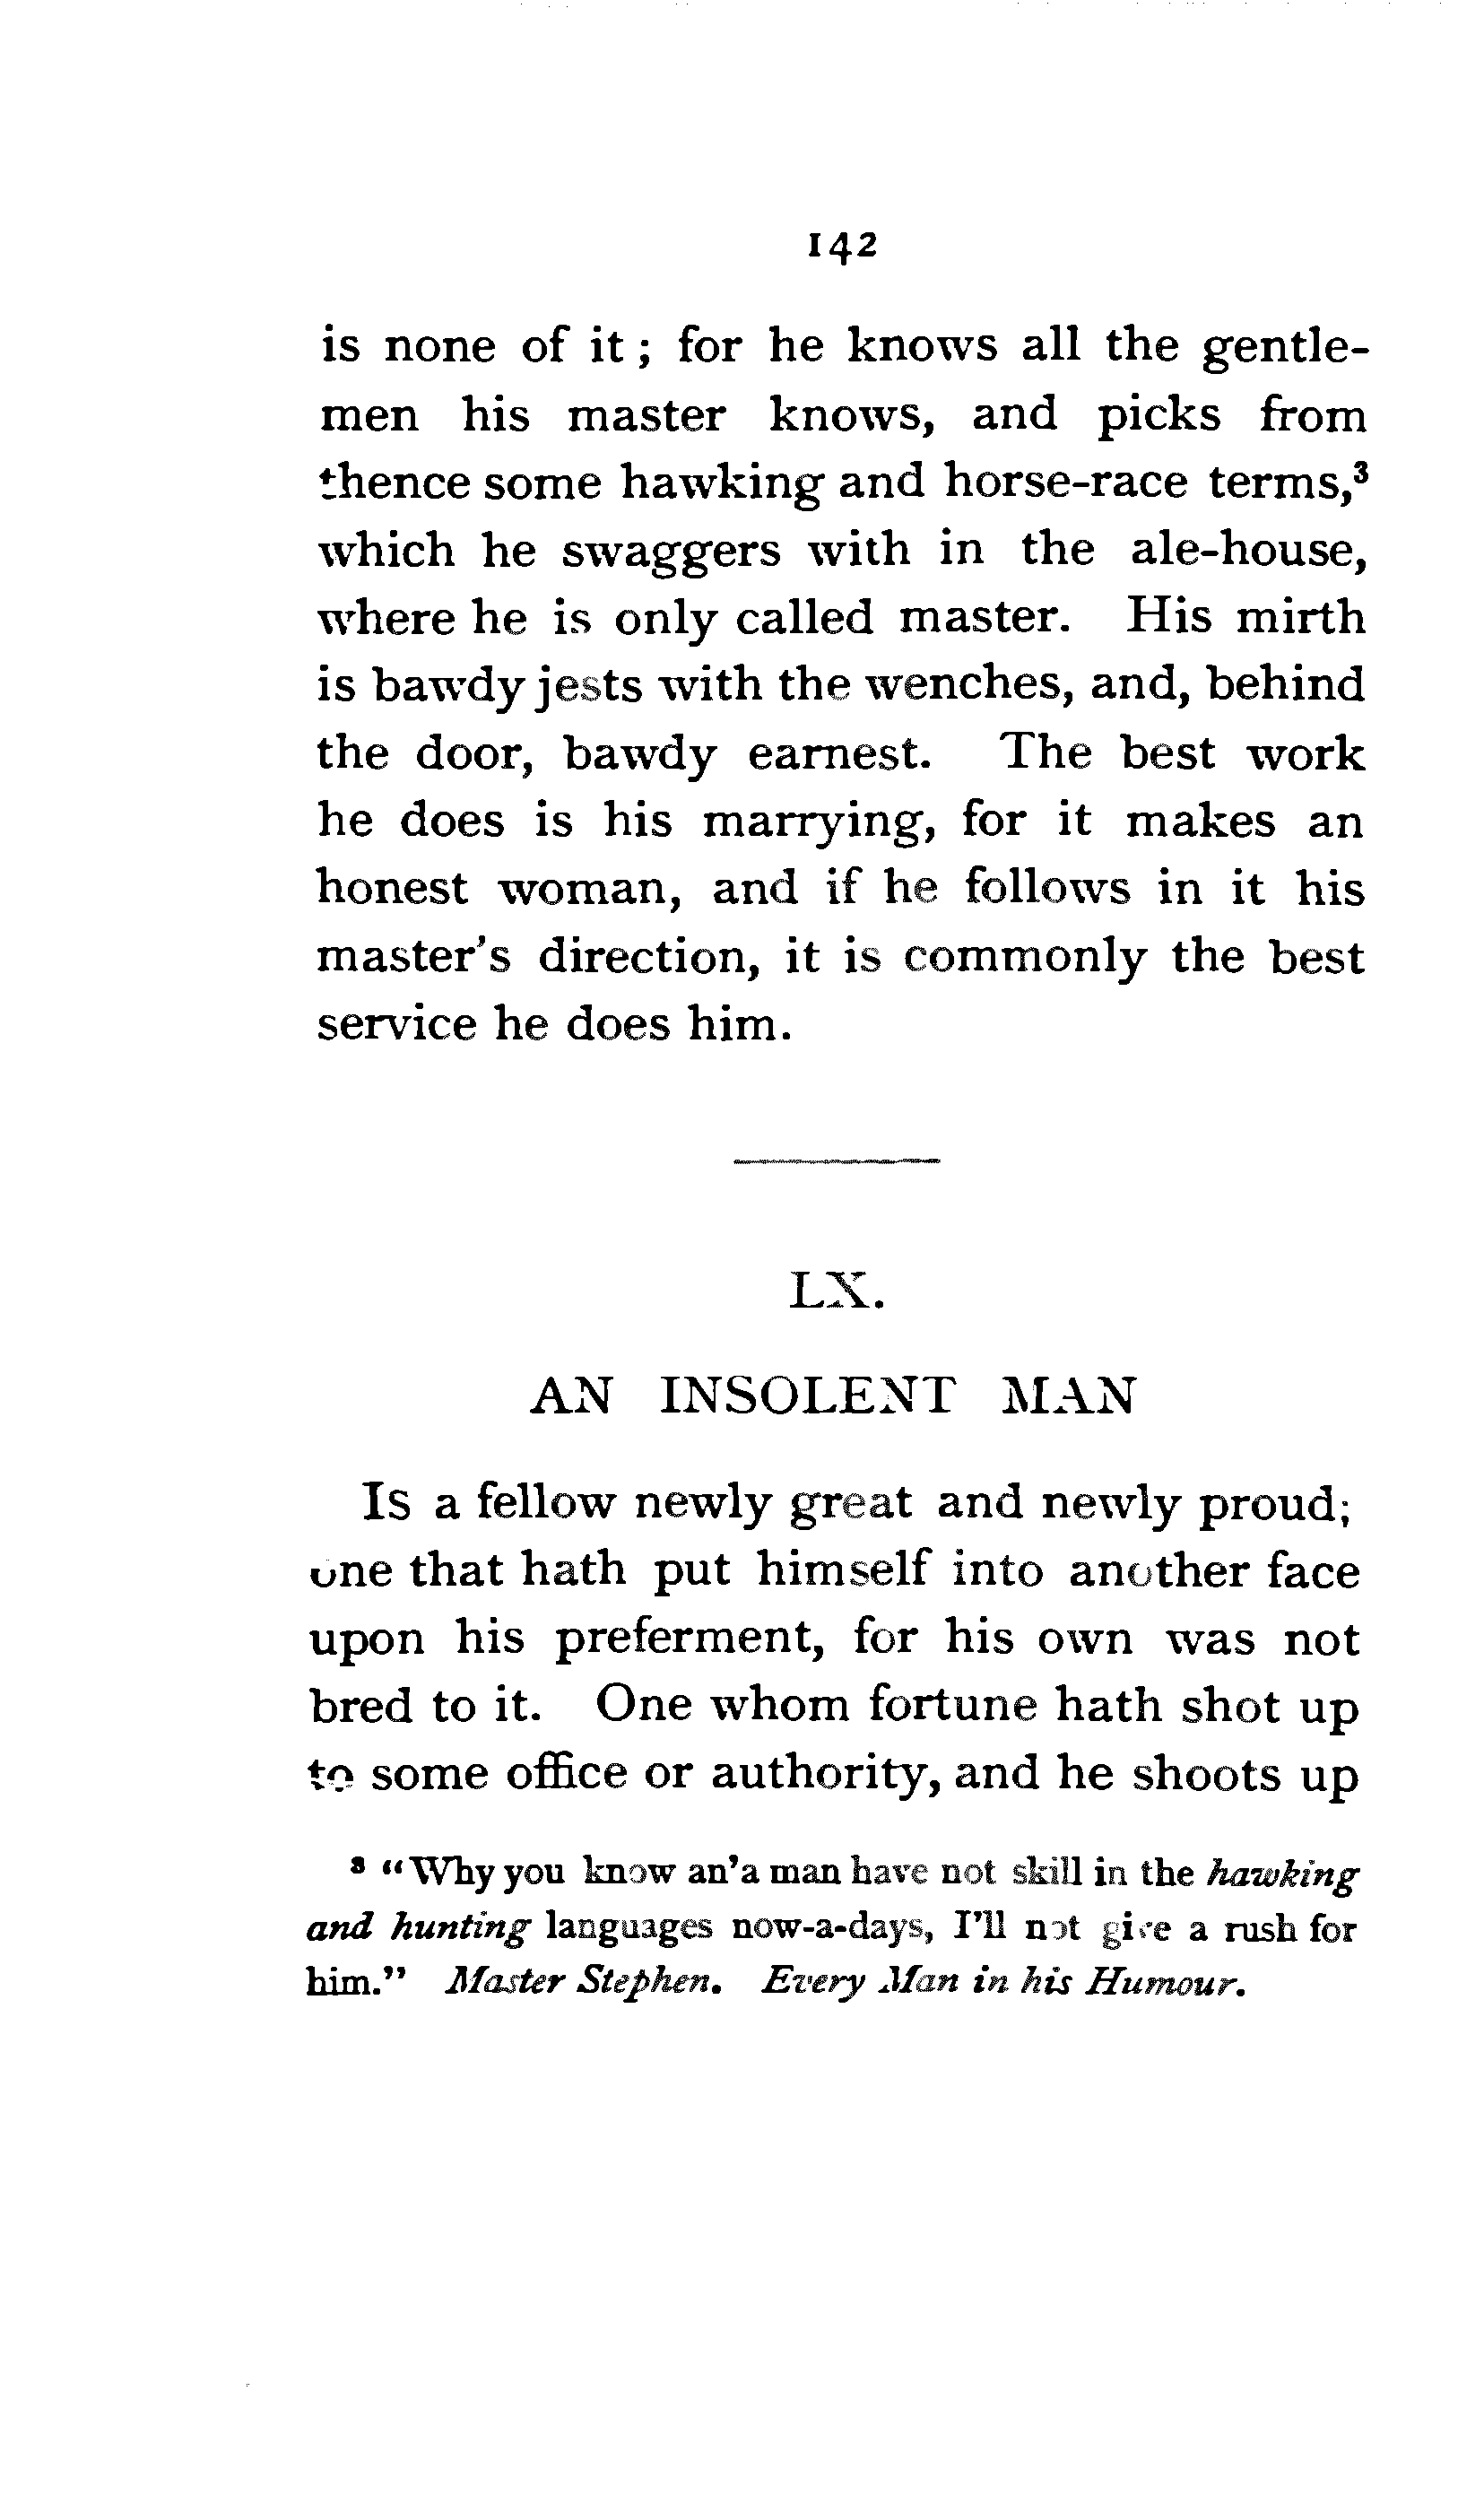 142
is none of it; for he knows all the gentle-
men his master knows, and picks from
thence some hawking and horse-race terms,³
which he swaggers with in the ale-house,
where he is only called master. His mirth
is bawdy jests with the wenches, and, behind
the door, bawdy earnest. The best work
he does is his marrying, for it makes an
honest woman, and if he follows in it his
master's direction, it is commonly the best
service he does him.
LX.
AN INSOLENT MAN
Is a fellow newly great and newly proud;
one that hath put himself into another face
upon his preferment, for his own was not
bred to it. One whom fortune hath shot up
to some office or authority, and he shoots up
³ "Why you know an'a man have not skill in the hawking
and hunting languages now-a-days, I'll not give a rush for
him." Master Stephen. Every Man in his Humour.